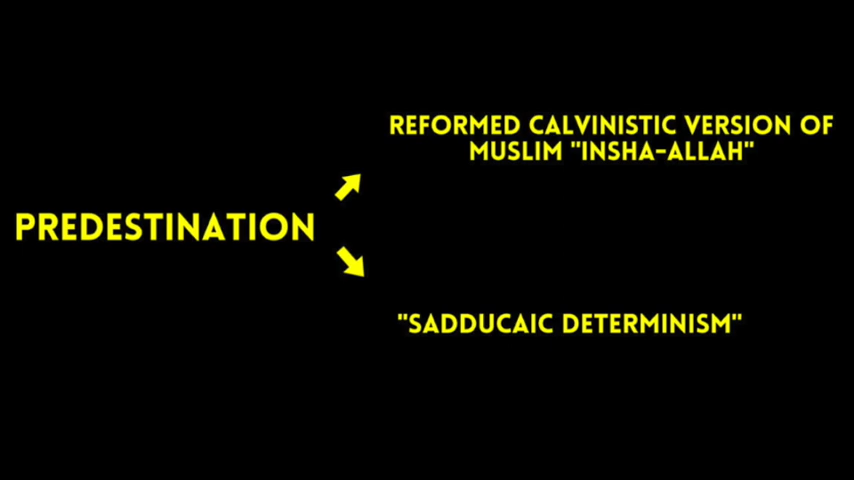 REFORMED CALVINISTIC VERSION OF
MUSLIM "INSHA-ALLAH"
PREDESTINATION
"SADDUCAIC DETERMINISM"